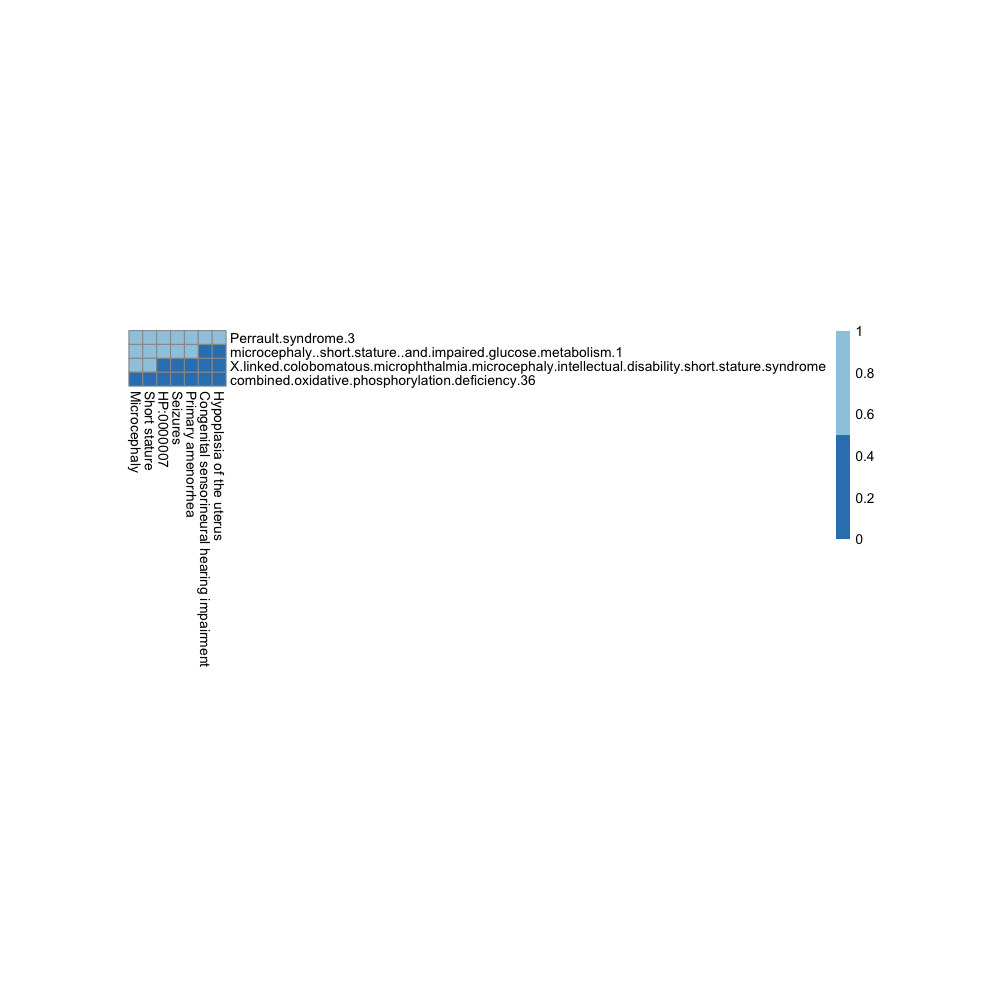 Perrault.syndrome.3
microcephaly..short.stature..and.impaired.glucose.metabolism.1
X.linked.colobomatous.microphthalmia.microcephaly.intellectual.disability.short.stature.syndrome
combined.oxidative.phosphorylation.deficiency.36
Microcephaly
Short stature
HP:0000007
Seizures
Primary amenorrhea
Congenital sensorineural hearing impairment
Hypoplasia of the uterus
1
0.8
0.6
0.4
0.2
0